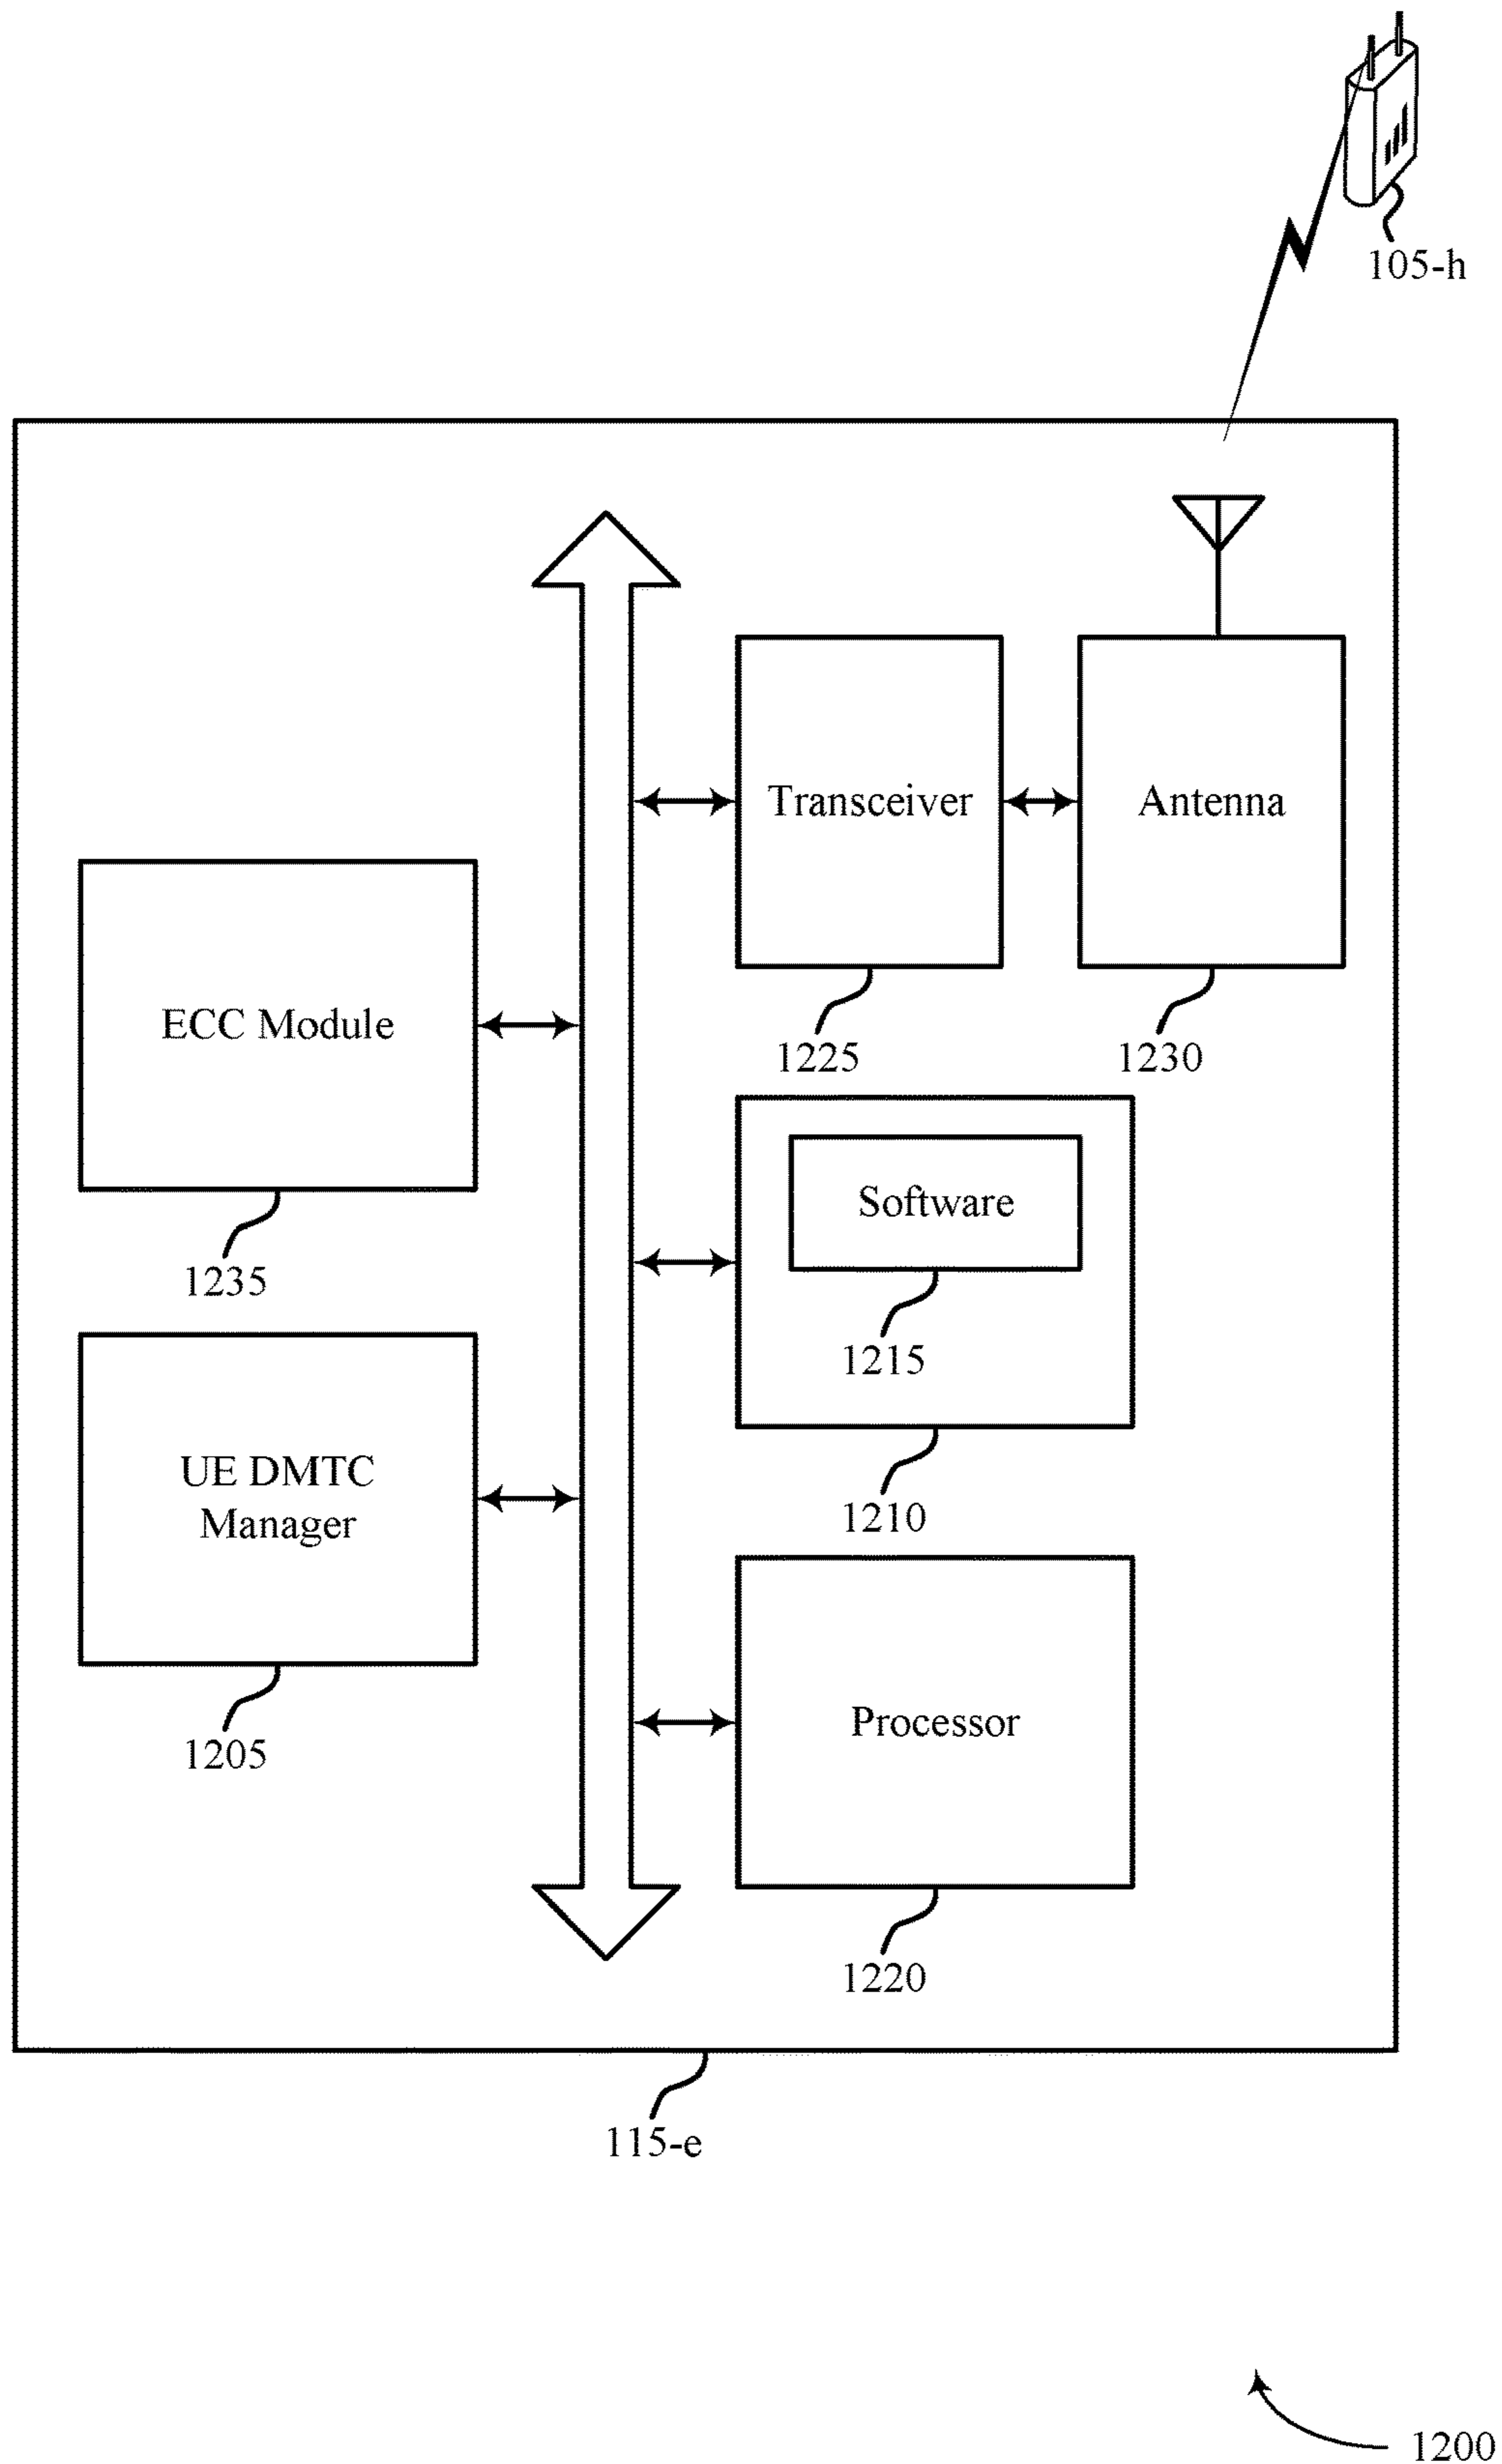 105-h
Transceiver
Antenna
1225
1230
ECC Module
1235
Software
1215
1210
UE DMTC
Manager
1205
Processor
1220
115-e
1200